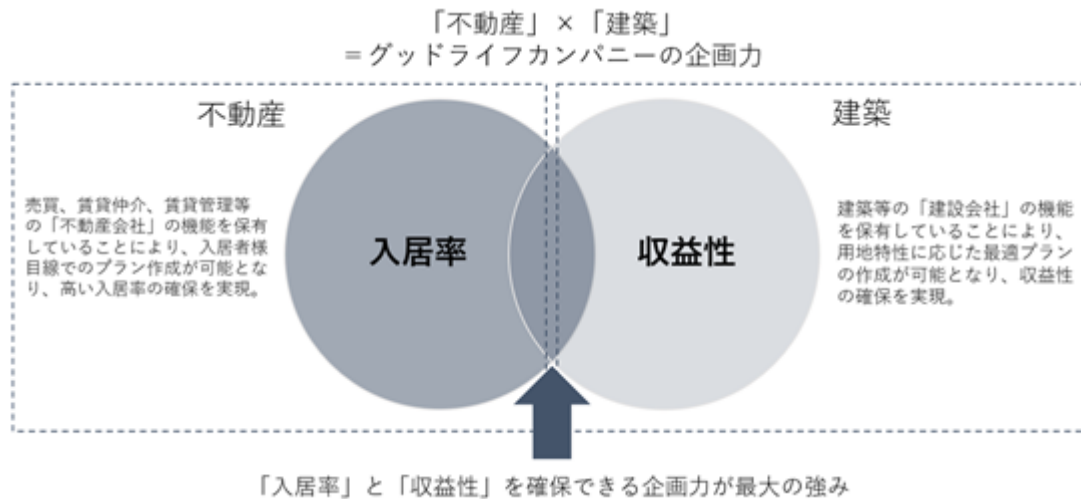 「不動産」×「建築」
＝グッドライフカンパニーの企画力
不動産
売買、賃貸仲介、賃貸管理等
の「不動産会社」の機能を保有
していることにより、入居者様
目線でのプラン作成が可能とな
り、高い入居率の確保を実現。
入居率
収益性
建築
建築等の「建設会社」の機能
を保有していることにより、
用地特性に応じた最適プラン
の作成が可能となり、収益性
の確保を実現。
「入居率」と「収益性」を確保できる企画力が最大の強み